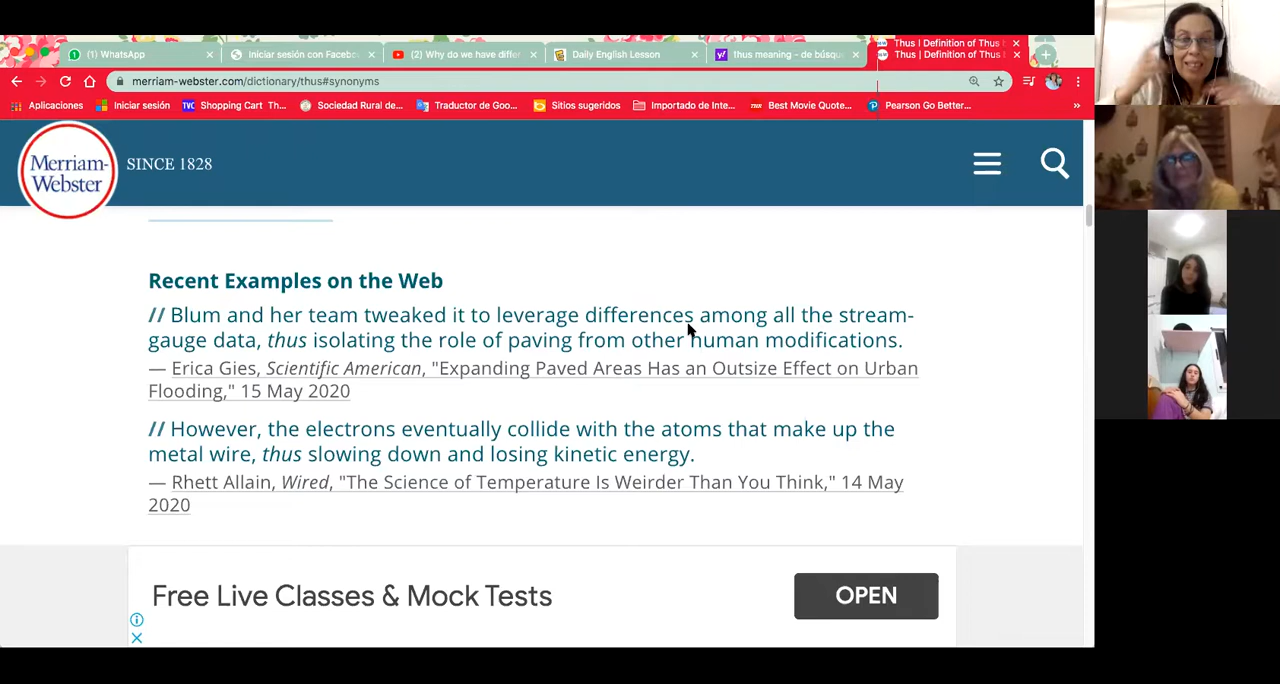 (1) WhatsApp
Iniciar sesión con Facebo
(2) Why do we have differ
Daily English Lesson
thus meaning - de búsqu
Thus | Definition of Thus
Thus | Definition of Thus
merriam-webster.com/dictionary/thus#synonyms
Aplicaciones
Iniciar sesión
Shopping Cart Th...
Sociedad Rural de...
Traductor de Goo...
Sitios sugeridos
Importado de Inte...
Best Movie Quote...
Pearson Go Better...
»
Merriam-
Webster
SINCE 1828
Recent Examples on the Web
// Blum and her team tweaked it to leverage differences among all the stream-
gauge data, thus isolating the role of paving from other human modifications.
— Erica Gies, Scientific American, "Expanding Paved Areas Has an Outsize Effect on Urban
Flooding," 15 May 2020
// However, the electrons eventually collide with the atoms that make up the
metal wire, thus slowing down and losing kinetic energy.
— Rhett Allain, Wired, "The Science of Temperature Is Weirder Than You Think," 14 May
2020
Free Live Classes & Mock Tests
OPEN